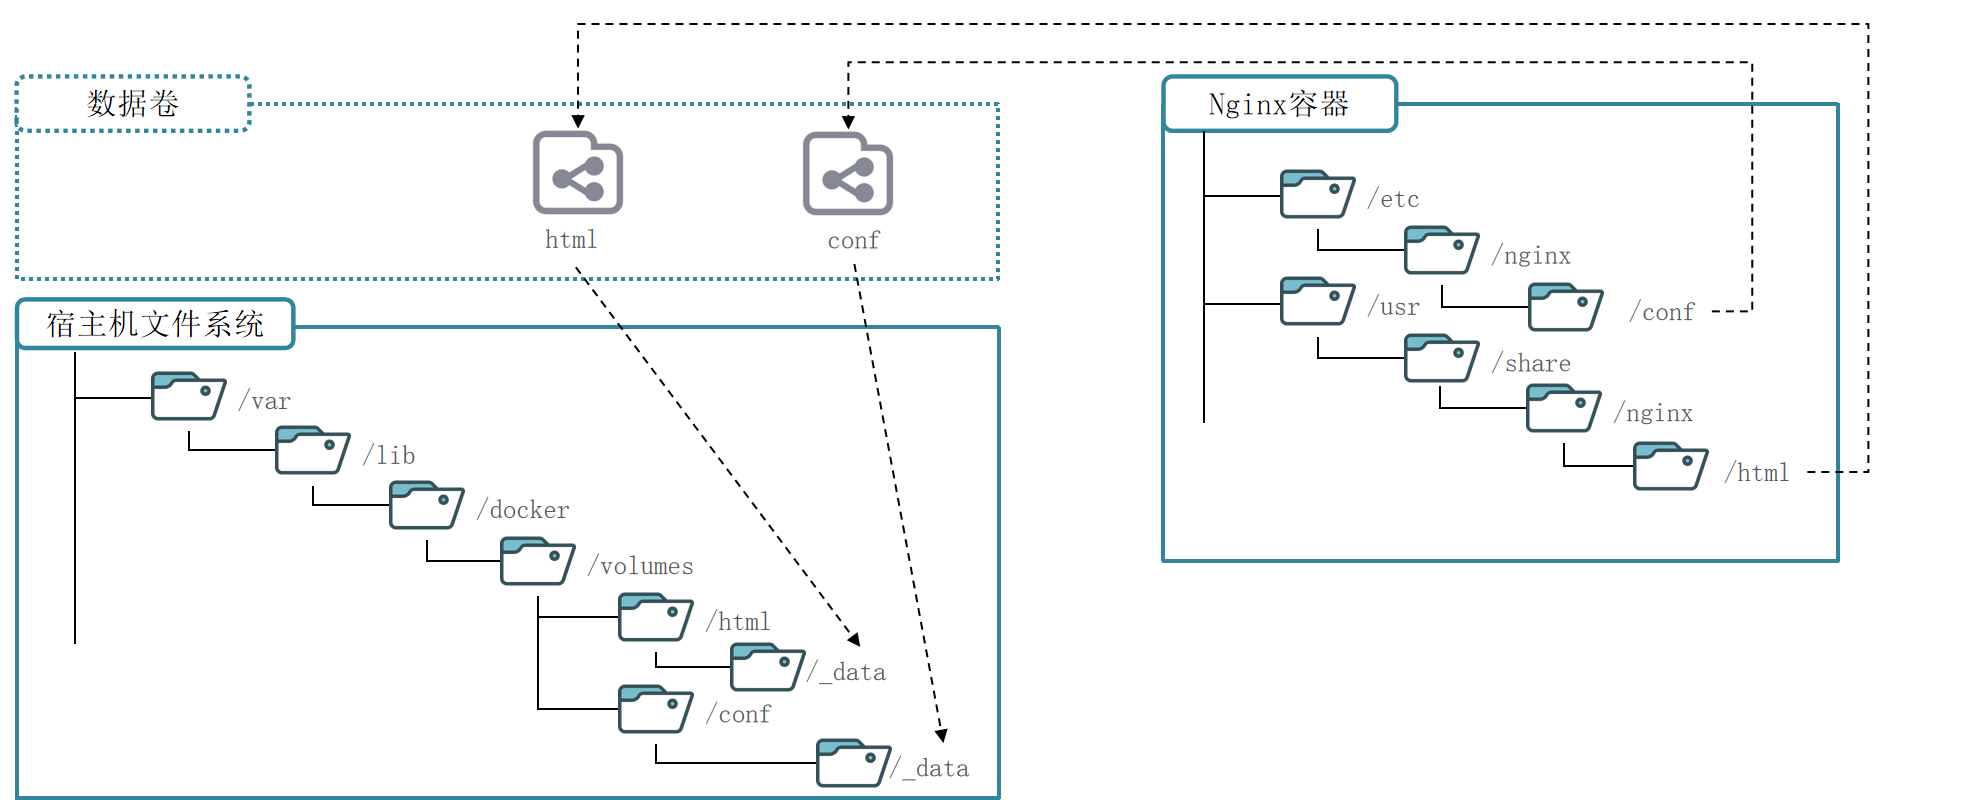 数据卷
html
conf
宿主机文件系统
/var
/lib
/docker
/volumes
/html
/_data
/conf
/_data
Nginx容器
/etc
/nginx
/conf
/usr
/share
/nginx
/html